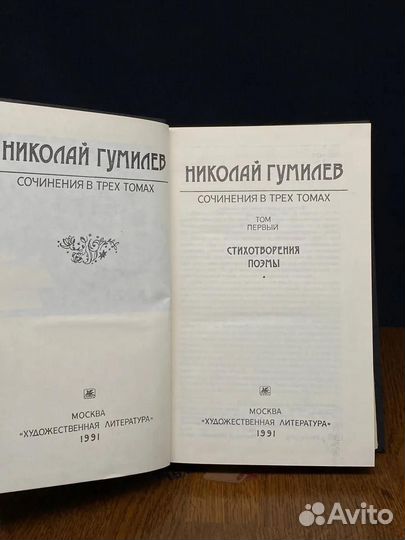 НИКОЛАЙ ГУМИЛЕВ
СОЧИНЕНИЯ В ТРЕХ ТОМАХ
МОСКВА
«ХУДОЖЕСТВЕННАЯ ЛИТЕРАТУРА»
1991
НИКОЛАЙ ГУМИЛЕВ
СОЧИНЕНИЯ В ТРЕХ ТОМАХ
ТОМ
ПЕРВЫЙ
СТИХОТВОРЕНИЯ
ПОЭМЫ
МОСКВА
«ХУДОЖЕСТВЕННАЯ ЛИТЕРАТУРА»
1991
Avito